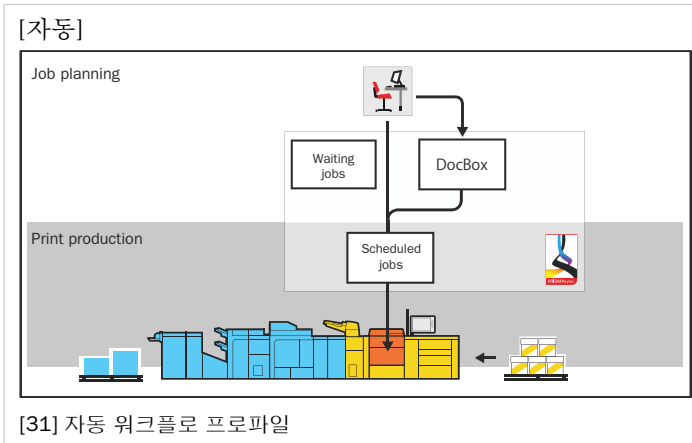 [자동]
Job planning
Waiting
jobs
DocBox
Print production
Scheduled
jobs
PRISMAsync
[31] 자동 워크플로 프로파일